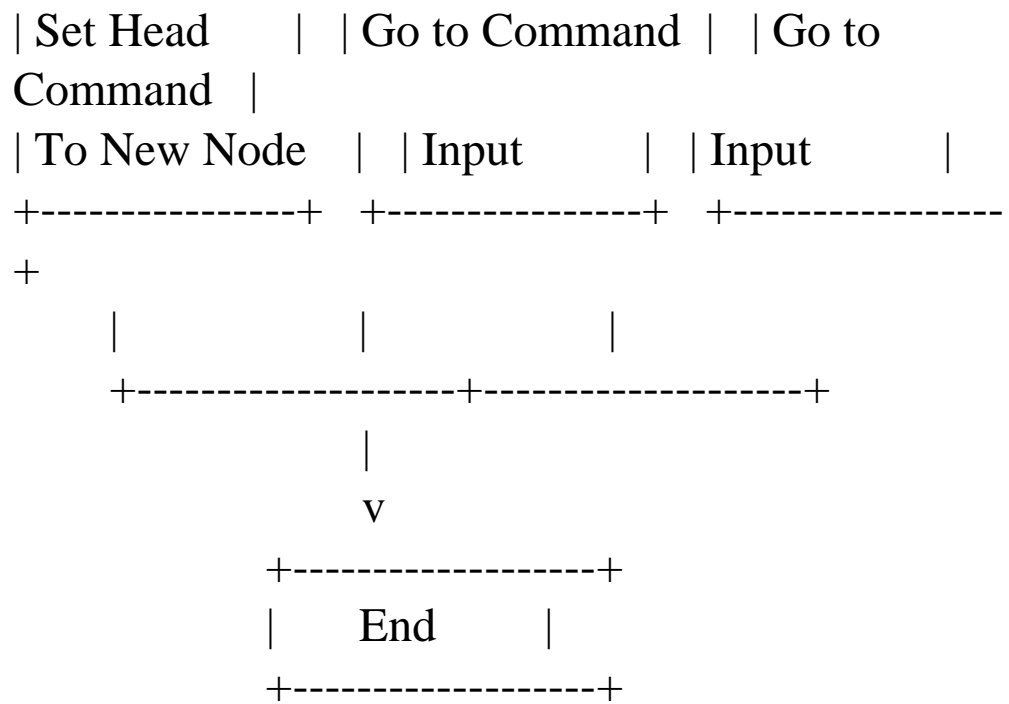 | Set Head | | Go to Command | | Go to
Command |
| To New Node | | Input | | Input |
+----------------+ +----------------+ +-----------------
+
| | |
+--------------------+--------------------+
|
v
+-------------------+
| End |
+-------------------+